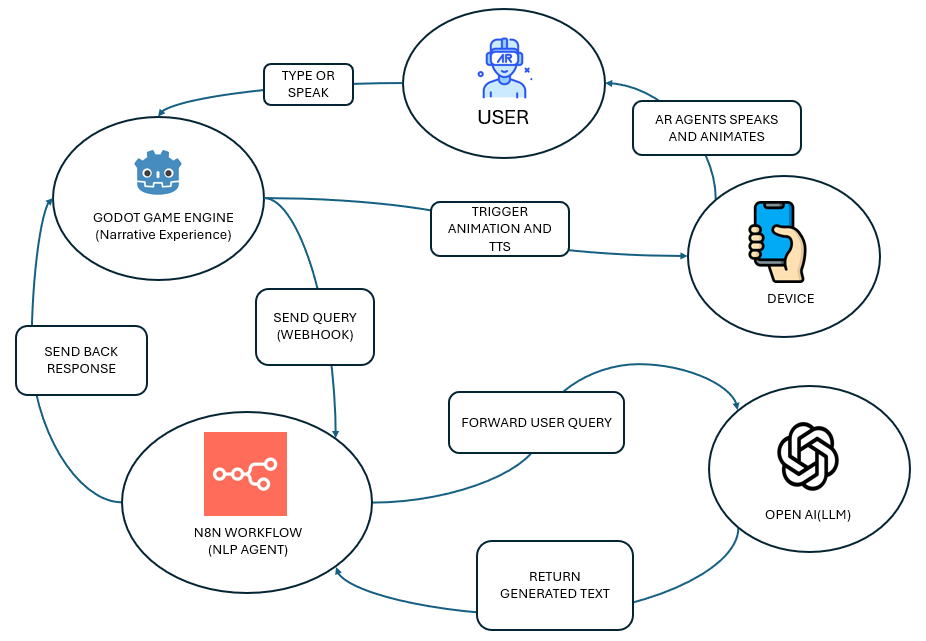 TYPE OR
SPEAK
AR
USER
AR AGENTS SPEAKS
AND ANIMATES
GODOT GAME ENGINE
(Narrative Experience)
TRIGGER
ANIMATION AND
TTS
DEVICE
SEND QUERY
(WEBHOOK)
SEND BACK
RESPONSE
FORWARD USER QUERY
OPEN AI(LLM)
N8N WORKFLOW
(NLP AGENT)
RETURN
GENERATED TEXT